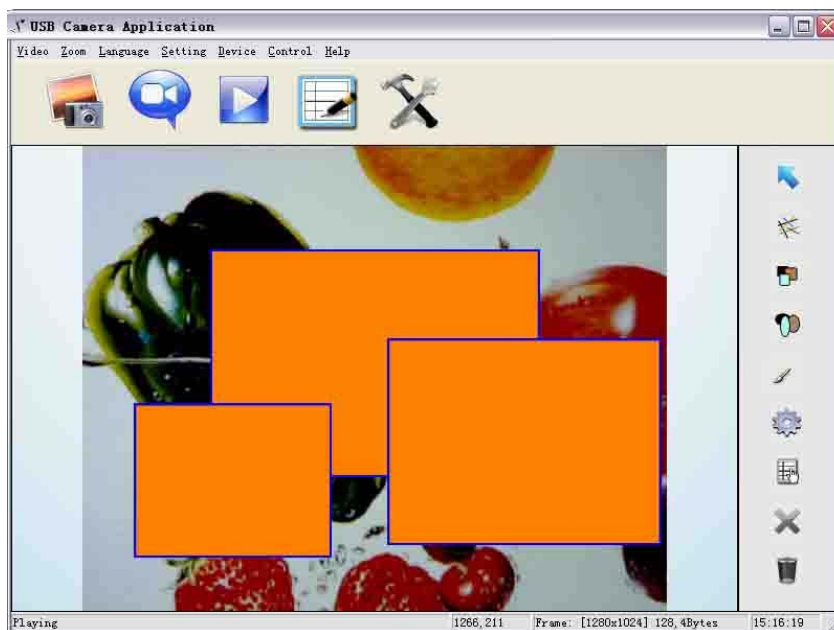 USB Camera Application
Video Zoom Language Setting Device Control Help
Playing 1266,211 Frame: [1280x1024] 128,4Bytes 15:16:19